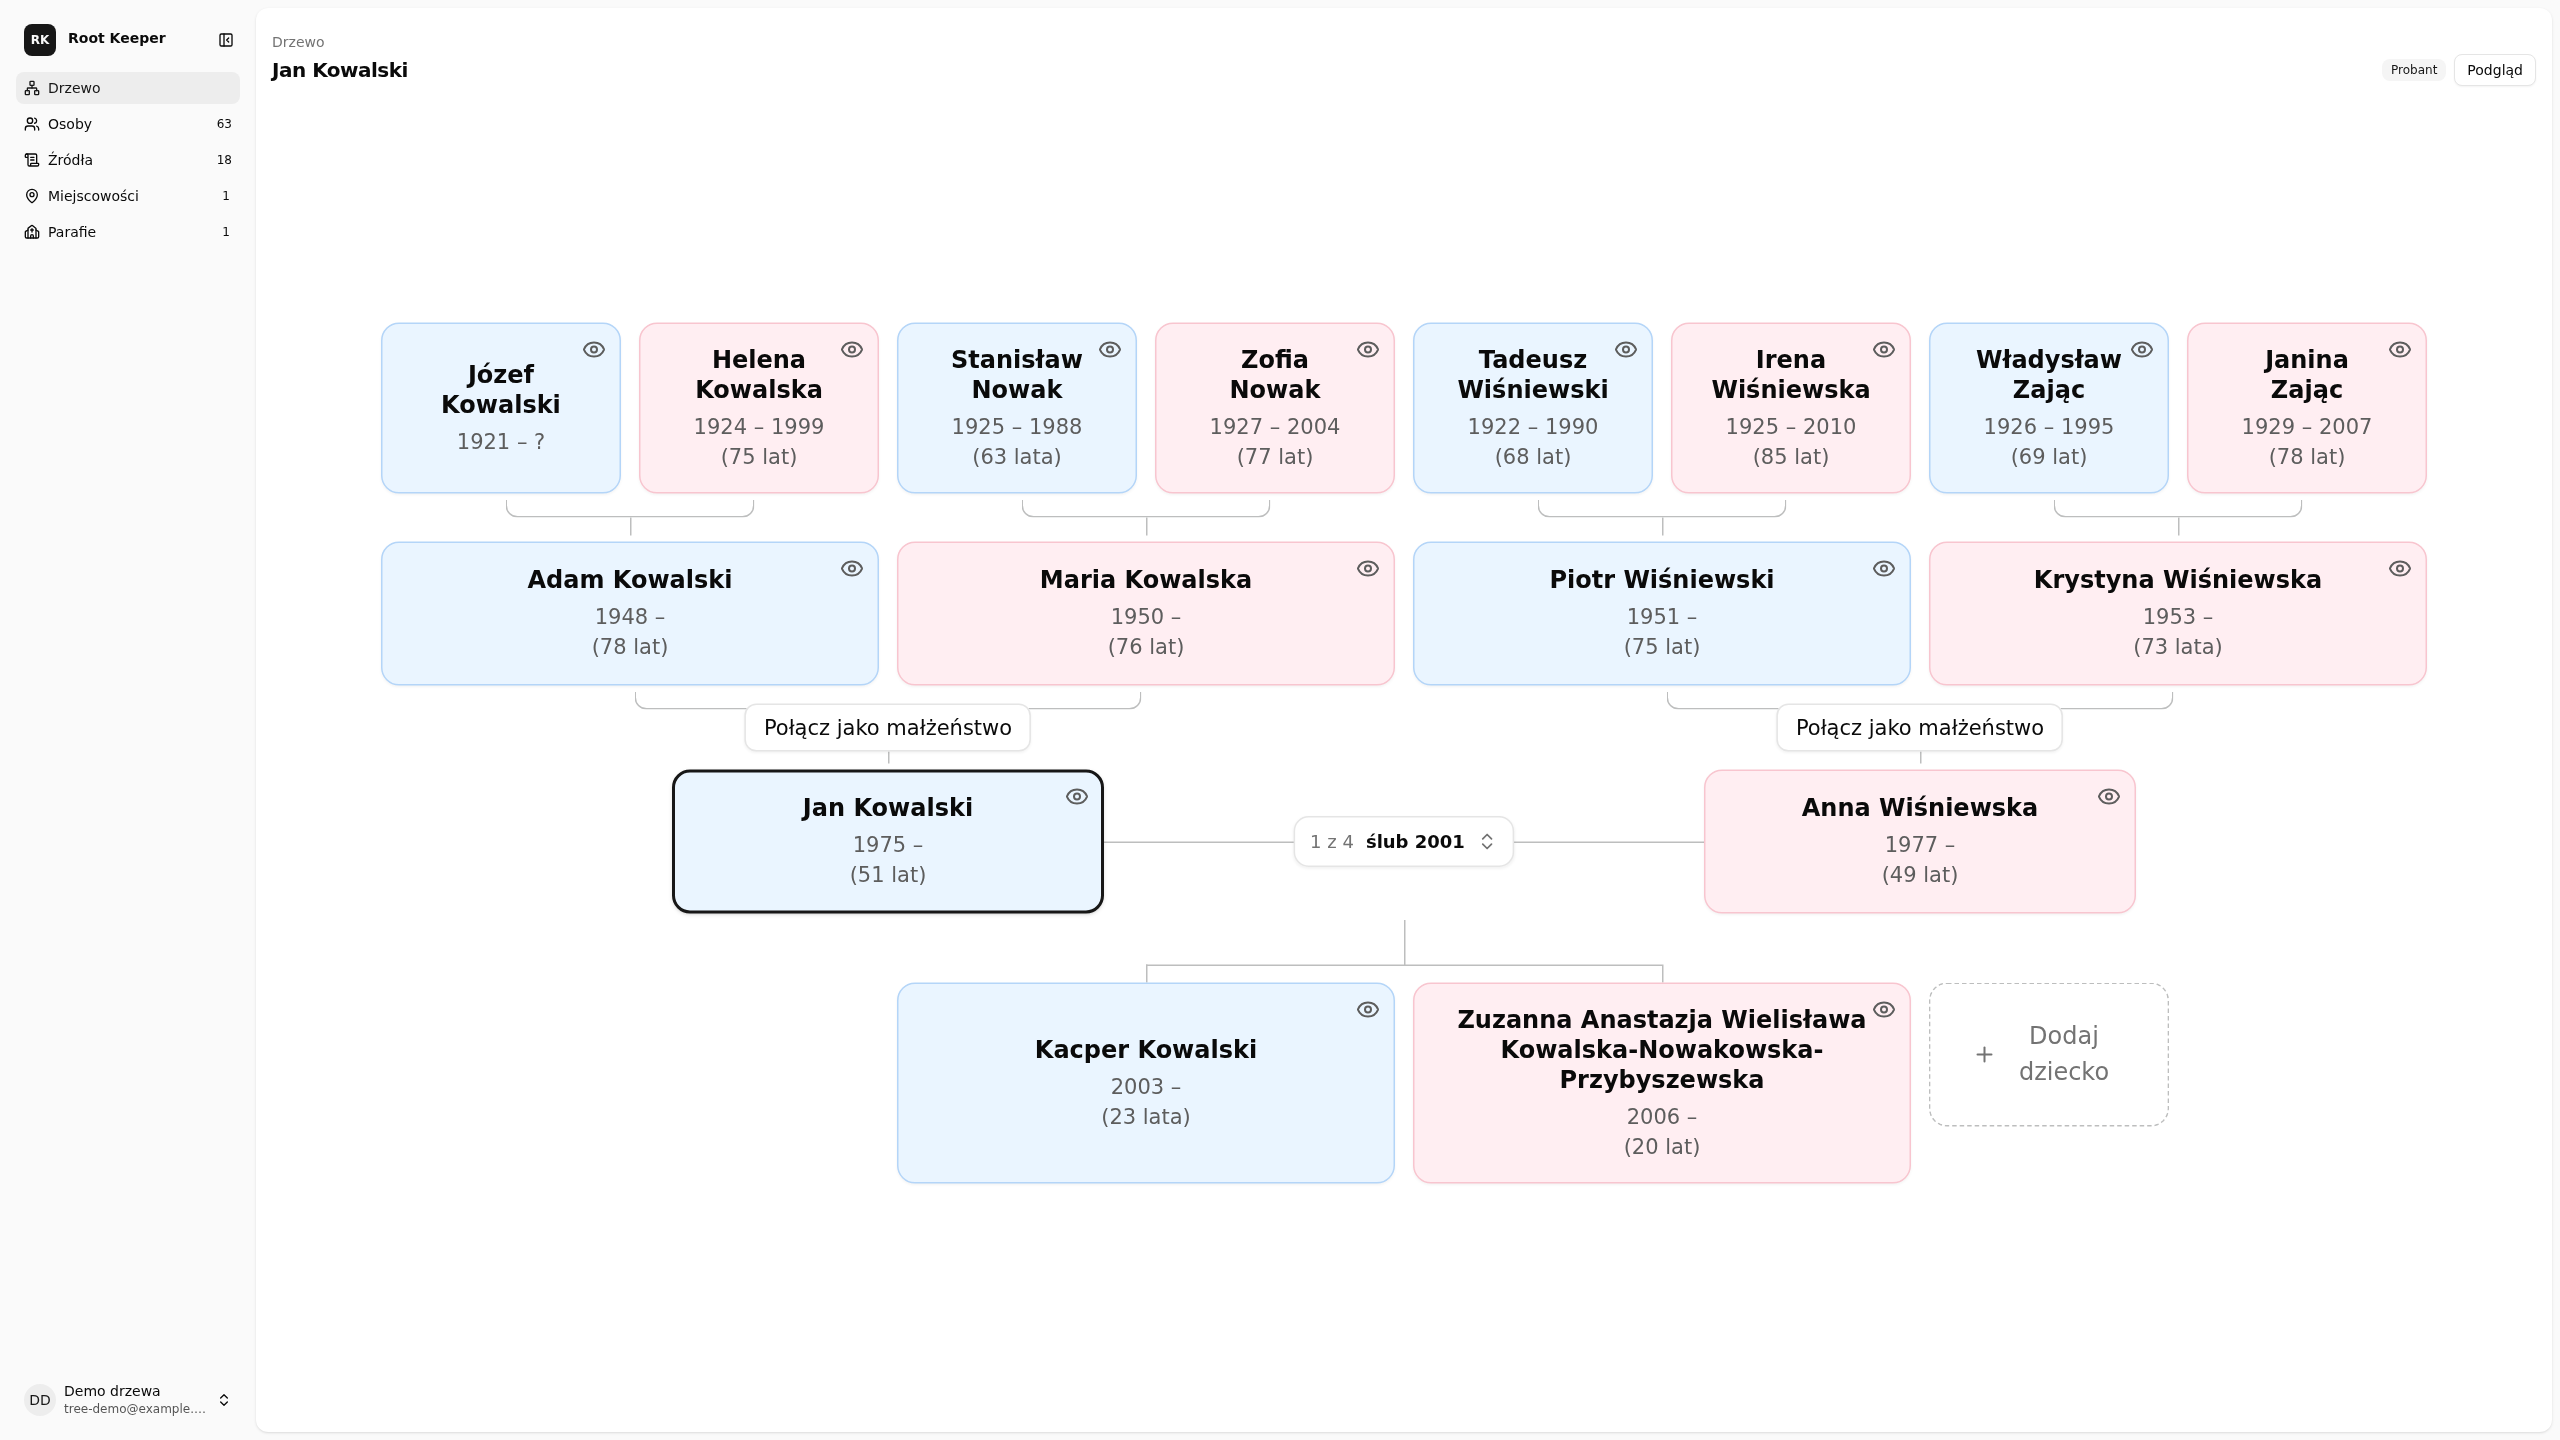 RK Root Keeper
Drzewo
Osoby 63
Źródła 18
Miejscowości 1
Parafie 1
Drzewo
Jan Kowalski
Probant Podgląd
Józef
Kowalski
1921 – ?
Helena
Kowalska
1924 – 1999
(75 lat)
Stanisław
Nowak
1925 – 1988
(63 lata)
Zofia
Nowak
1927 – 2004
(77 lat)
Tadeusz
Wiśniewski
1922 – 1990
(68 lat)
Irena
Wiśniewska
1925 – 2010
(85 lat)
Władysław
Zając
1926 – 1995
(69 lat)
Janina
Zając
1929 – 2007
(78 lat)
Adam Kowalski
1948 –
(78 lat)
Maria Kowalska
1950 –
(76 lat)
Piotr Wiśniewski
1951 –
(75 lat)
Krystyna Wiśniewska
1953 –
(73 lata)
Połącz jako małżeństwo
Połącz jako małżeństwo
Jan Kowalski
1975 –
(51 lat)
1 z 4 ślub 2001
Anna Wiśniewska
1977 –
(49 lat)
Kacper Kowalski
2003 –
(23 lata)
Zuzanna Anastazja Wielisława
Kowalska-Nowakowska-
Przybyszewska
2006 –
(20 lat)
Dodaj
dziecko
DD Demo drzewa
tree-demo@example....